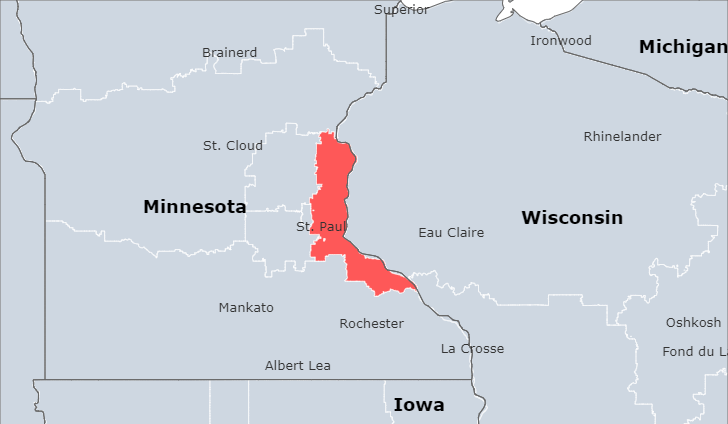 Superior
Ironwood
Michigan
Brainerd
Rhinelander
St. Cloud
Minnesota
Wisconsin
St. Paul
Eau Claire
Mankato
Rochester
Oshkosh
La Crosse
Fond du La
Albert Lea
Iowa